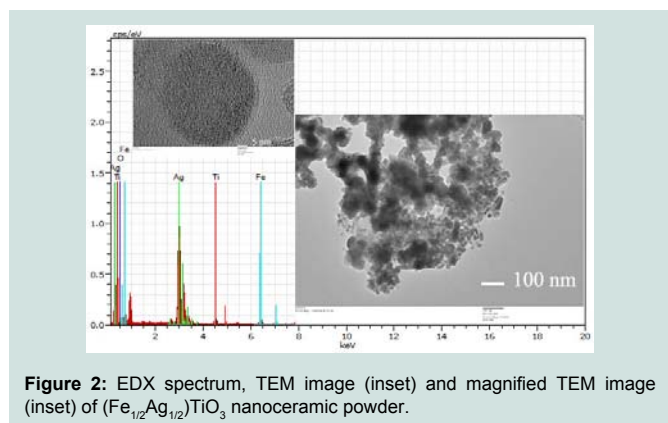 cps/eV
2.5
2.0
1.5
1.0
0.5
0.0
Fe
O
Ag
Ti
Ag
Ti
Fe
5 nm
100 nm
2
4
6
8
10
12
14
16
18
20
keV
Figure 2: EDX spectrum, TEM image (inset) and magnified TEM image
(inset) of (Fe1/2Ag1/2)TiO3 nanoceramic powder.